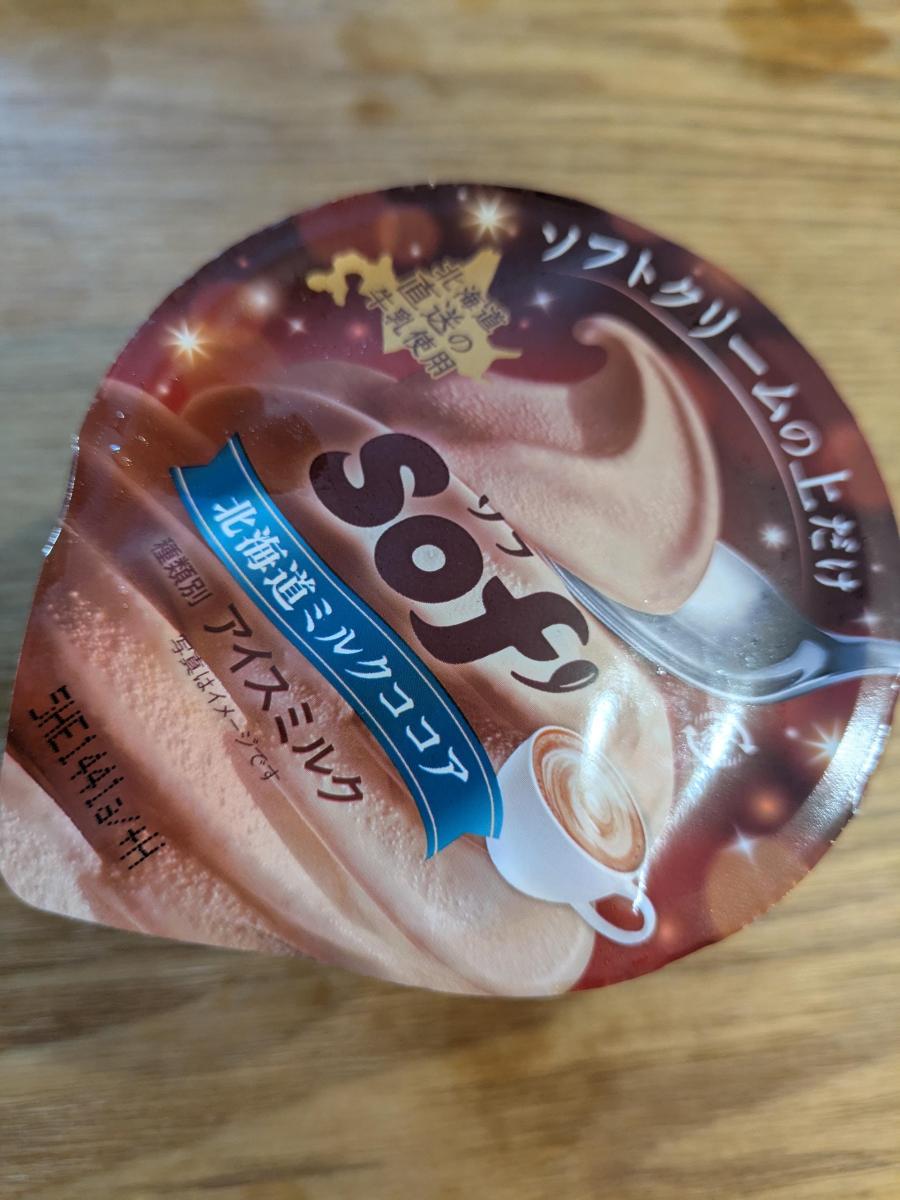 ソフトクリームの上だけ
北海道
直送の
牛乳使用
ソフ
sof'
北海道ミルクココア
種類別 アイスミルク
写真はイメージです